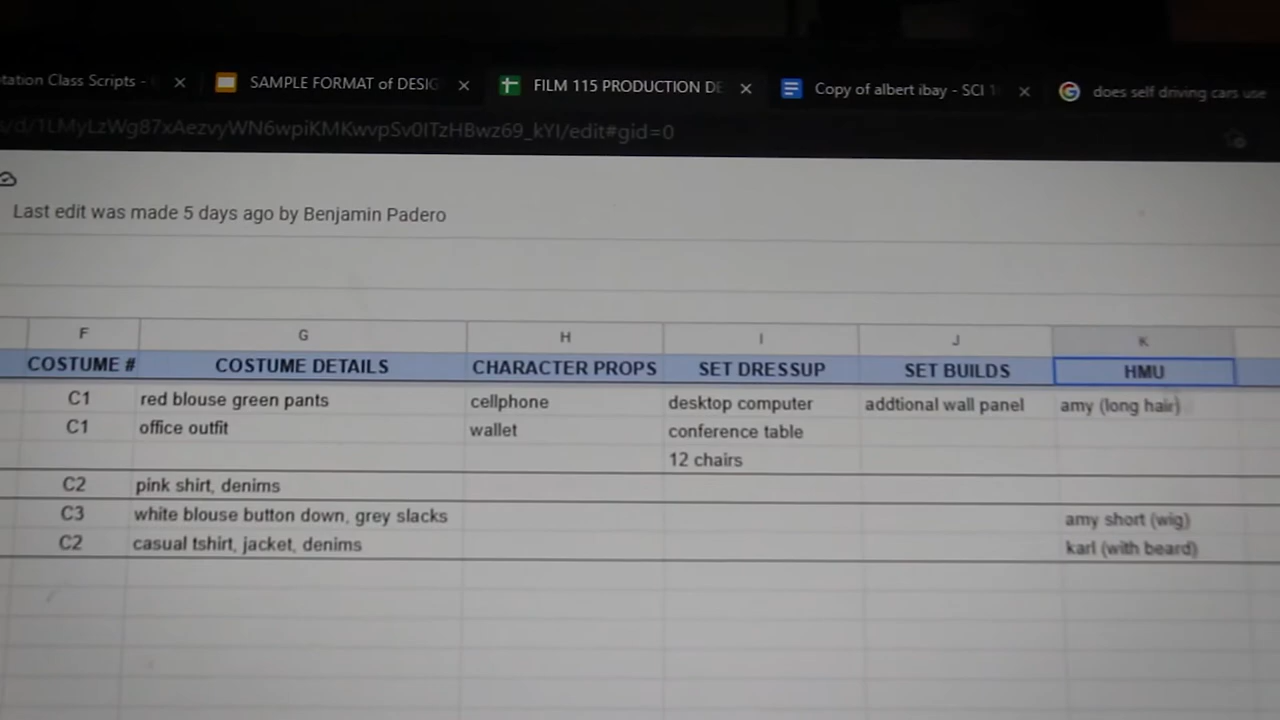 tation Class Scripts -
SAMPLE FORMAT of DESIG
FILM 115 PRODUCTION DE
Copy of albert ibay - SCI 1
does self driving cars use
/d/1LMyLzWg87xAezvyWN6wpiKMKwvpSv0ITzHBwz69_kYI/edit#gid=0
Last edit was made 5 days ago by Benjamin Padero
F G H I J K
COSTUME # COSTUME DETAILS CHARACTER PROPS SET DRESSUP SET BUILDS HMU
C1 red blouse green pants cellphone desktop computer addtional wall panel amy (long hair)
C1 office outfit wallet conference table
12 chairs
C2 pink shirt, denims
C3 white blouse button down, grey slacks amy short (wig)
C2 casual tshirt, jacket, denims karl (with beard)